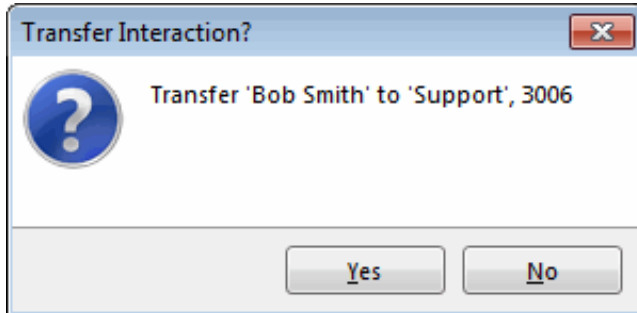 Transfer Interaction?
Transfer 'Bob Smith' to 'Support', 3006
Yes No